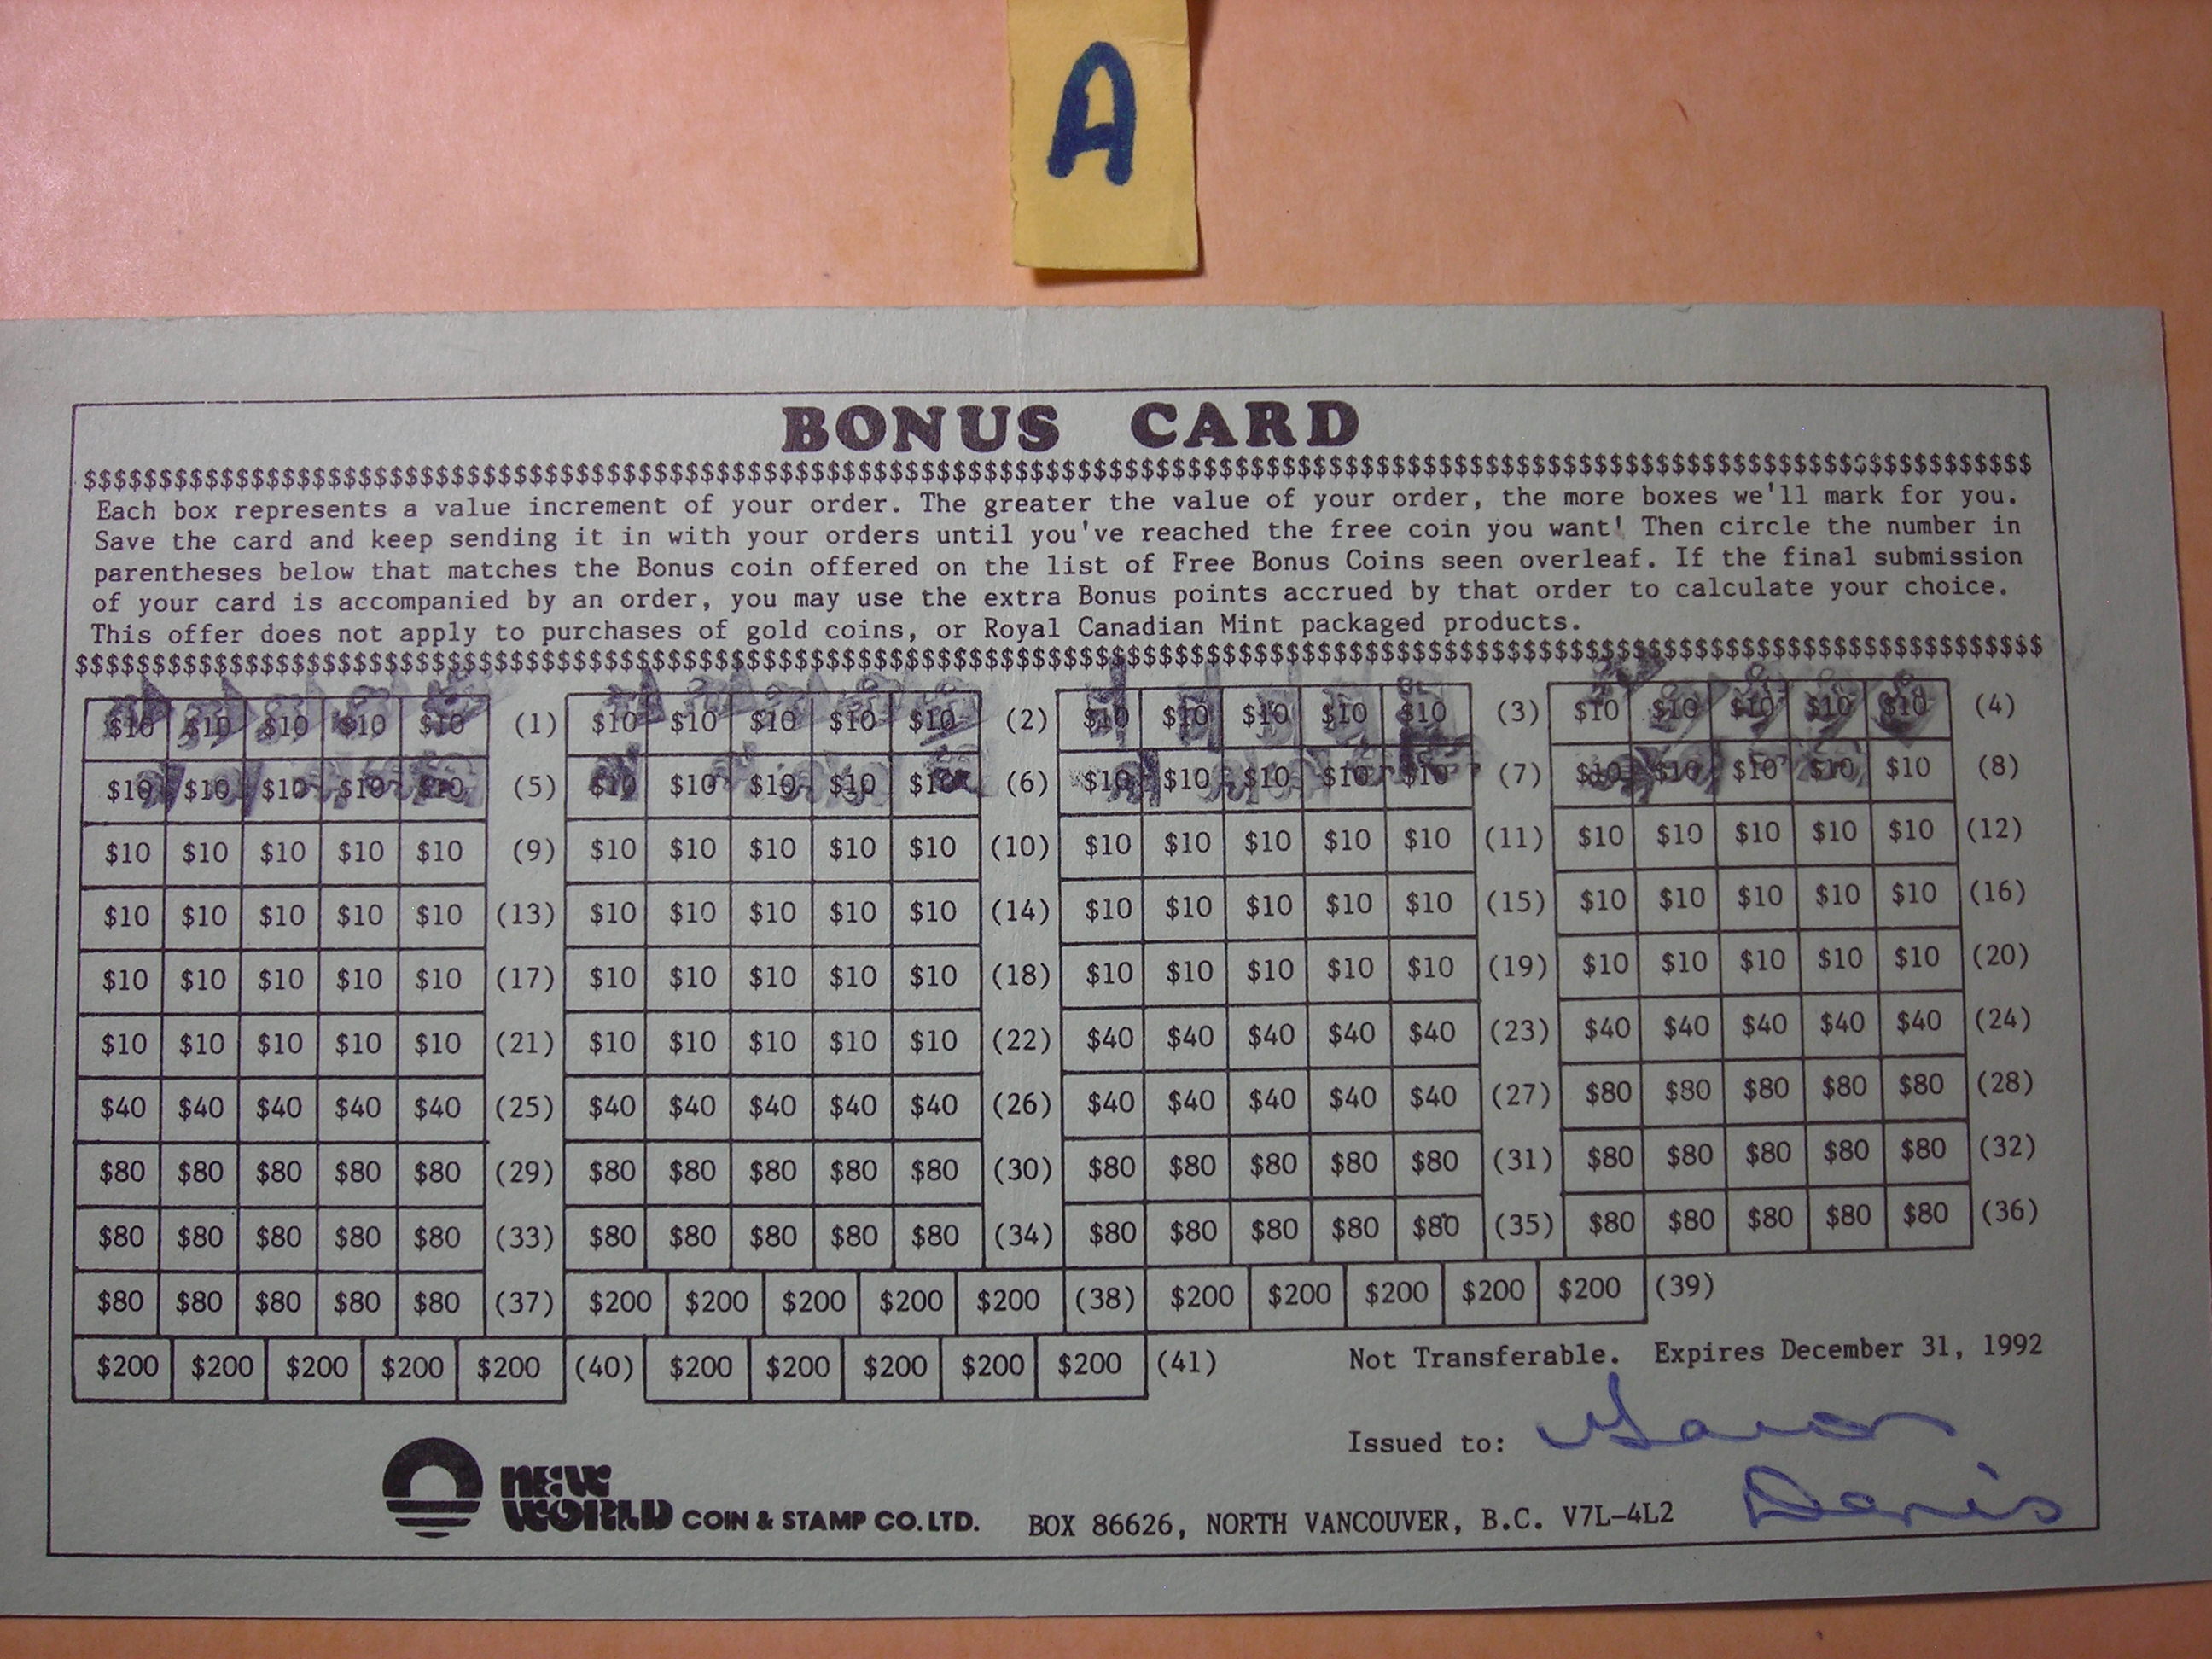 A
BONUS CARD
$$$$$$$$$$$$$$$$$$$$$$$$$$$$$$$$$$$$$$$$$$$$$$$$$$$$$$$$$$$$$$$$$$$$$$$$$$$$$$$$$$$$$$$$$$$$$$$$$$$$$$$$$$$$$$$$$$$$$$$$$$$$$
Each box represents a value increment of your order. The greater the value of your order, the more boxes we'll mark for you.
Save the card and keep sending it in with your orders until you've reached the free coin you want! Then circle the number in
parentheses below that matches the Bonus coin offered on the list of Free Bonus Coins seen overleaf. If the final submission
of your card is accompanied by an order, you may use the extra Bonus points accrued by that order to calculate your choice.
This offer does not apply to purchases of gold coins, or Royal Canadian Mint packaged products.
$$$$$$$$$$$$$$$$$$$$$$$$$$$$$$$$$$$$$$$$$$$$$$$$$$$$$$$$$$$$$$$$$$$$$$$$$$$$$$$$$$$$$$$$$$$$$$$$$$$$$$$$$$$$$$$$$$$$$$$$$$$$$$
$10 $10 $10 $10 $10 (1) $10 $10 $10 $10 $10 (2) $10 $10 $10 $10 $10 (3) $10 $10 $10 $10 $10 (4)
$10 $10 $10 $10 $10 (5) $10 $10 $10 $10 $10 (6) $10 $10 $10 $10 $10 (7) $10 $10 $10 $10 $10 (8)
$10 $10 $10 $10 $10 (9) $10 $10 $10 $10 $10 (10) $10 $10 $10 $10 $10 (11) $10 $10 $10 $10 $10 (12)
$10 $10 $10 $10 $10 (13) $10 $10 $10 $10 $10 (14) $10 $10 $10 $10 $10 (15) $10 $10 $10 $10 $10 (16)
$10 $10 $10 $10 $10 (17) $10 $10 $10 $10 $10 (18) $10 $10 $10 $10 $10 (19) $10 $10 $10 $10 $10 (20)
$10 $10 $10 $10 $10 (21) $10 $10 $10 $10 $10 (22) $40 $40 $40 $40 $40 (23) $40 $40 $40 $40 $40 (24)
$40 $40 $40 $40 $40 (25) $40 $40 $40 $40 $40 (26) $40 $40 $40 $40 $40 (27) $80 $80 $80 $80 $80 (28)
$80 $80 $80 $80 $80 (29) $80 $80 $80 $80 $80 (30) $80 $80 $80 $80 $80 (31) $80 $80 $80 $80 $80 (32)
$80 $80 $80 $80 $80 (33) $80 $80 $80 $80 $80 (34) $80 $80 $80 $80 $80 (35) $80 $80 $80 $80 $80 (36)
$80 $80 $80 $80 $80 (37) $200 $200 $200 $200 $200 (38) $200 $200 $200 $200 $200 (39)
$200 $200 $200 $200 $200 (40) $200 $200 $200 $200 $200 (41)
Not Transferable. Expires December 31, 1992
Issued to:
Davis
NEW WORLD COIN & STAMP CO. LTD. BOX 86626, NORTH VANCOUVER, B.C. V7L-4L2